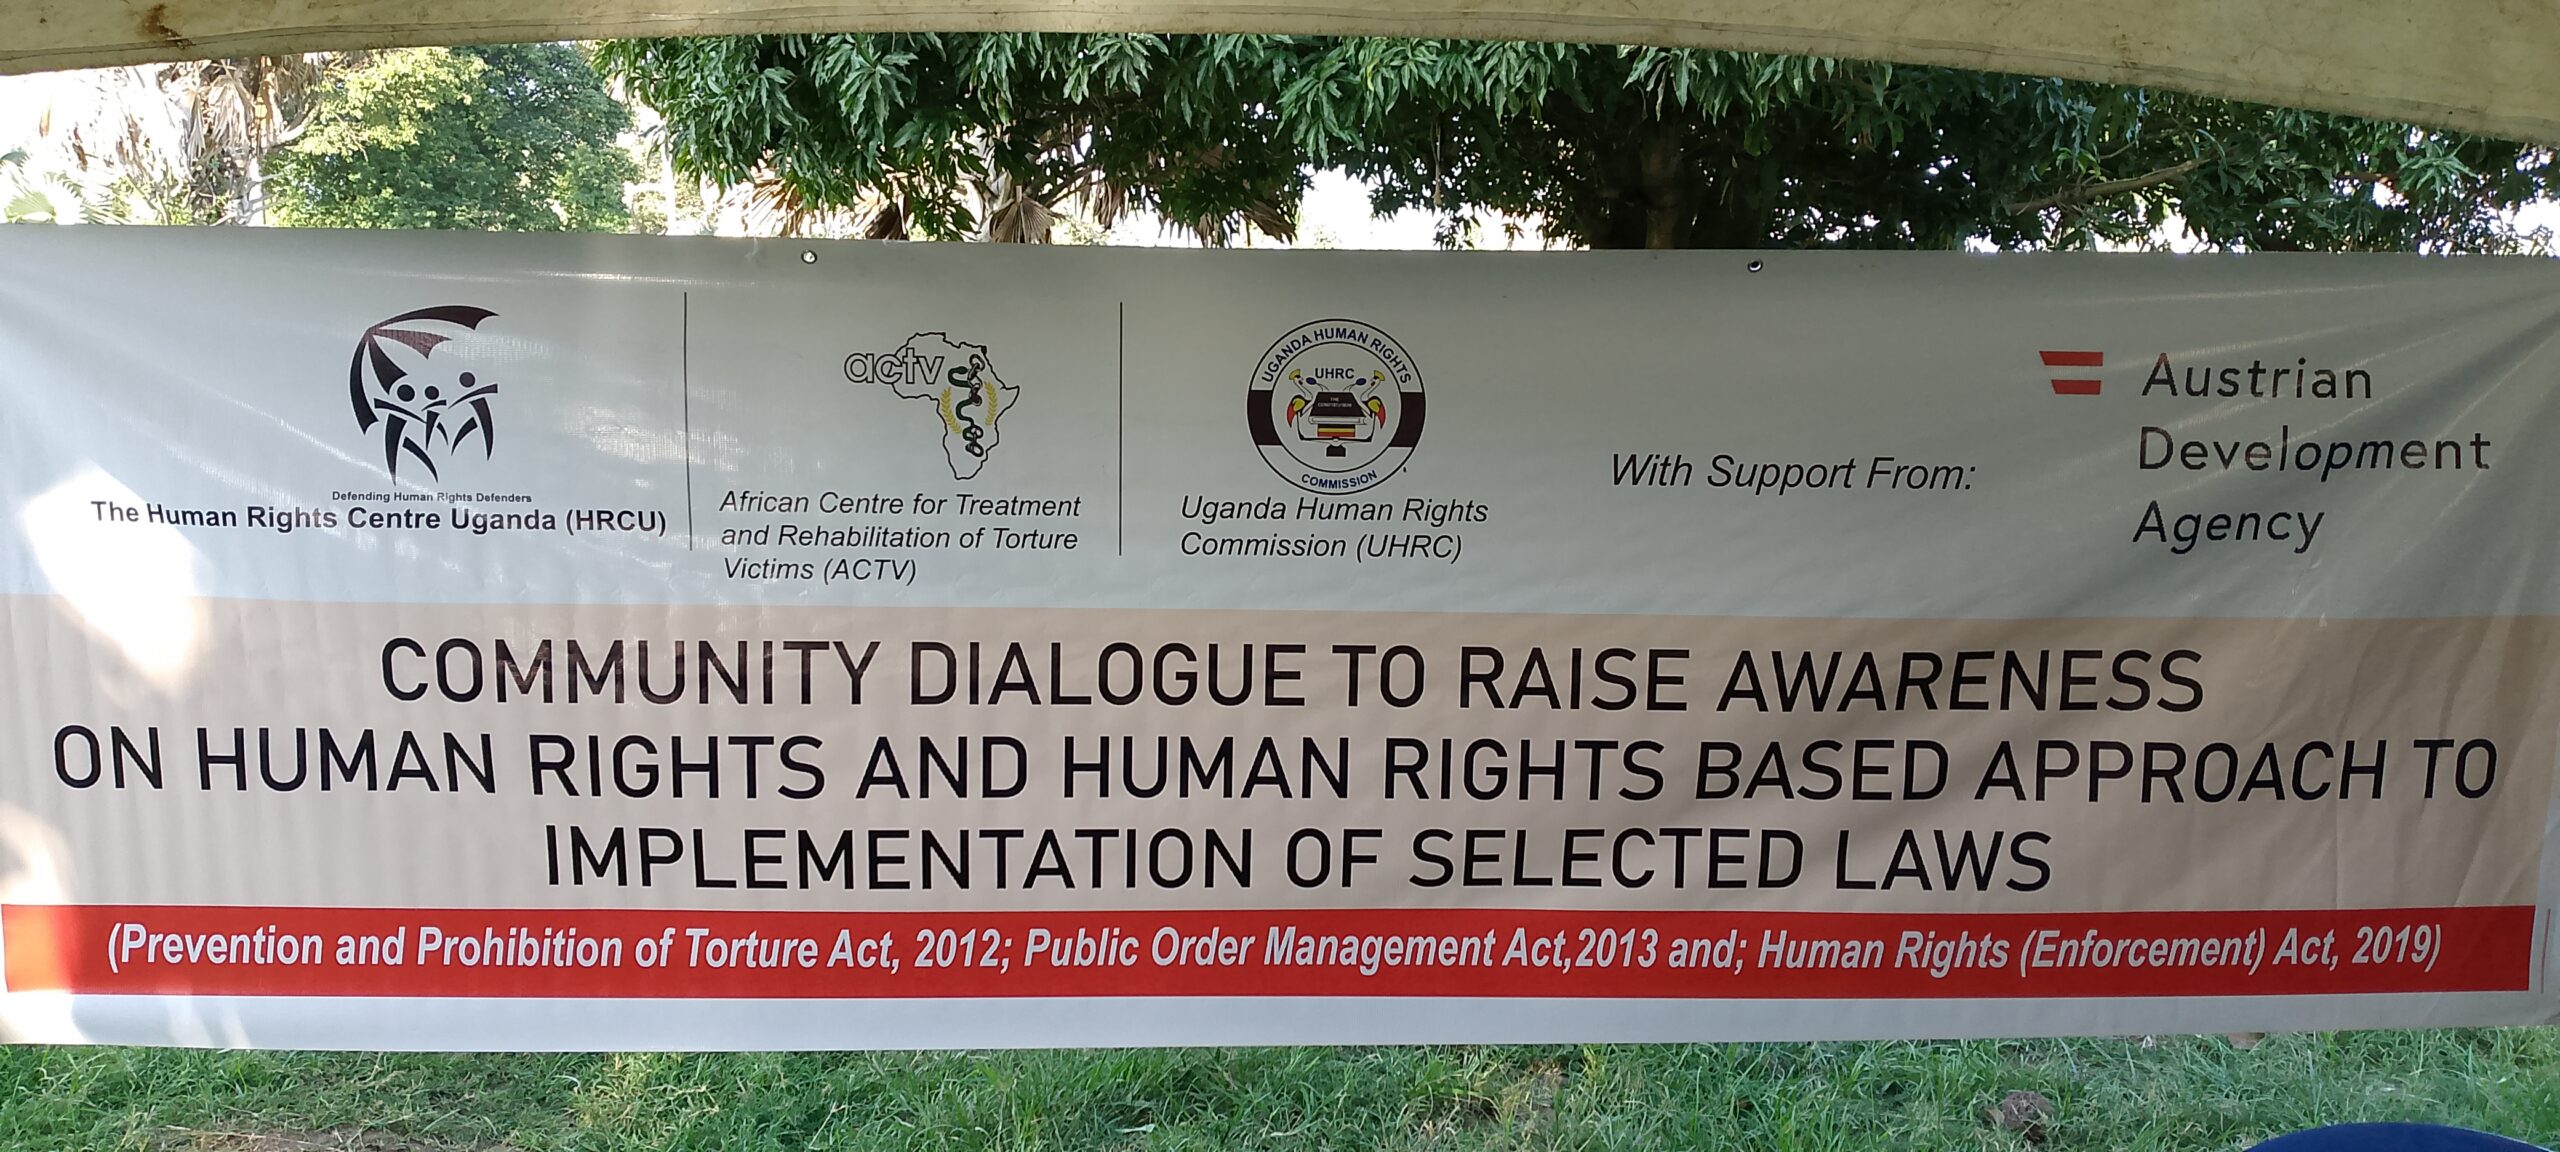 Defending Human Rights Defenders
The Human Rights Centre Uganda (HRCU)
actv
African Centre for Treatment
and Rehabilitation of Torture
Victims (ACTV)
UGANDA HUMAN RIGHTS
UHRC
THE
CONSTITUTION
COMMISSION
Uganda Human Rights
Commission (UHRC)
With Support From:
Austrian
Development
Agency
COMMUNITY DIALOGUE TO RAISE AWARENESS
ON HUMAN RIGHTS AND HUMAN RIGHTS BASED APPROACH TO
IMPLEMENTATION OF SELECTED LAWS
(Prevention and Prohibition of Torture Act, 2012; Public Order Management Act,2013 and; Human Rights (Enforcement) Act, 2019)